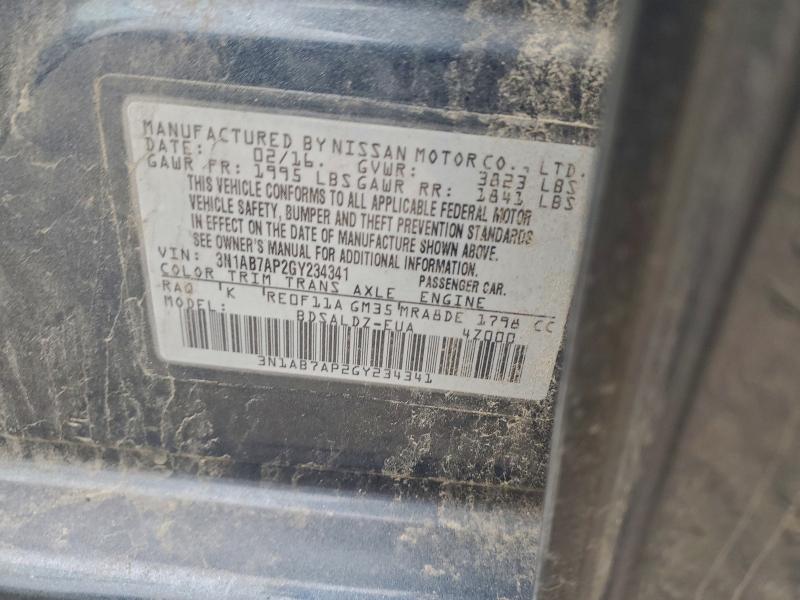 MANUFACTURED BY NISSAN MOTOR CO., LTD.
DATE: 02/16. GVWR: 3823 LBS
GAWR FR: 1995 LBS GAWR RR: 1841 LBS
THIS VEHICLE CONFORMS TO ALL APPLICABLE FEDERAL MOTOR
VEHICLE SAFETY, BUMPER AND THEFT PREVENTION STANDARDS
IN EFFECT ON THE DATE OF MANUFACTURE SHOWN ABOVE.
SEE OWNER'S MANUAL FOR ADDITIONAL INFORMATION.
VIN: 3N1AB7AP2GY234341 PASSENGER CAR.
COLOR TRIM TRANS AXLE ENGINE
RAQ K RE0F11A GM35 MRA8DE 1798 CC
MODEL: BDSALDZ-EUA 4Z000
3N1AB7AP2GY234341